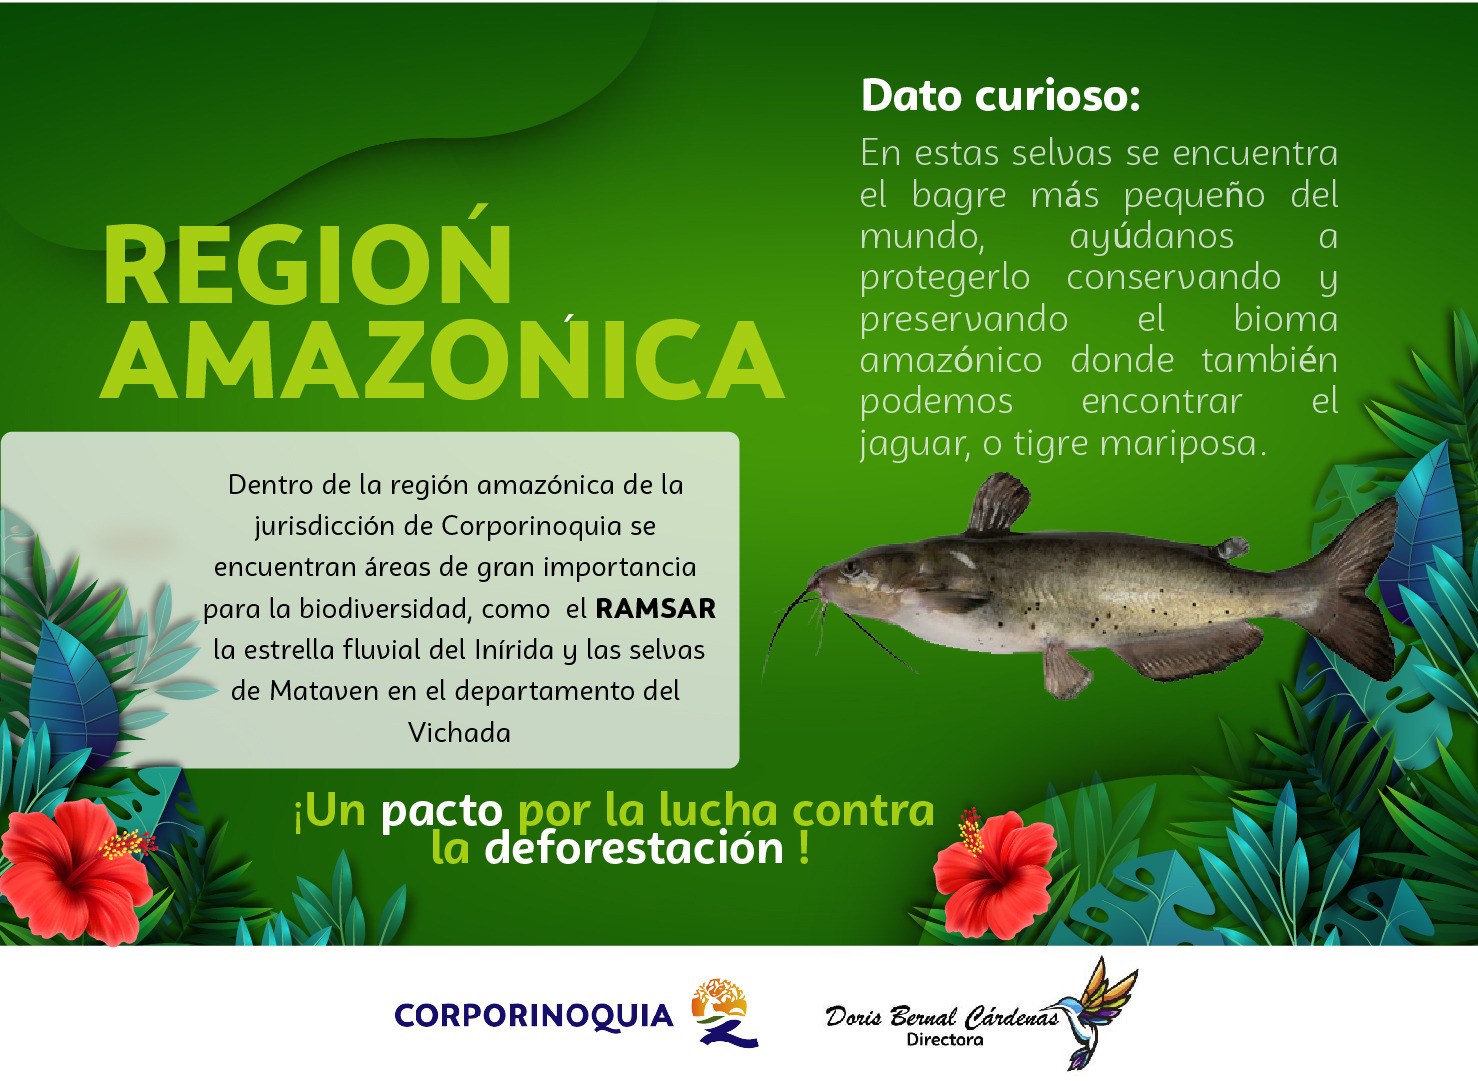 REGIOŃ
AMAZOŃICA
Dentro de la región amazónica de la
jurisdicción de Corporinoquia se
encuentran áreas de gran importancia
para la biodiversidad, como el RAMSAR
la estrella fluvial del Inírida y las selvas
de Mataven en el departamento del
Vichada
Dato curioso:
En estas selvas se encuentra
el bagre más pequeño del
mundo, ayúdanos a
protegerlo conservando y
preservando el bioma
amazónico donde también
podemos encontrar el
jaguar, o tigre mariposa.
¡Un pacto por la lucha contra
la deforestación !
CORPORINOQUIA
Doris Bernal Cárdenas
Directora